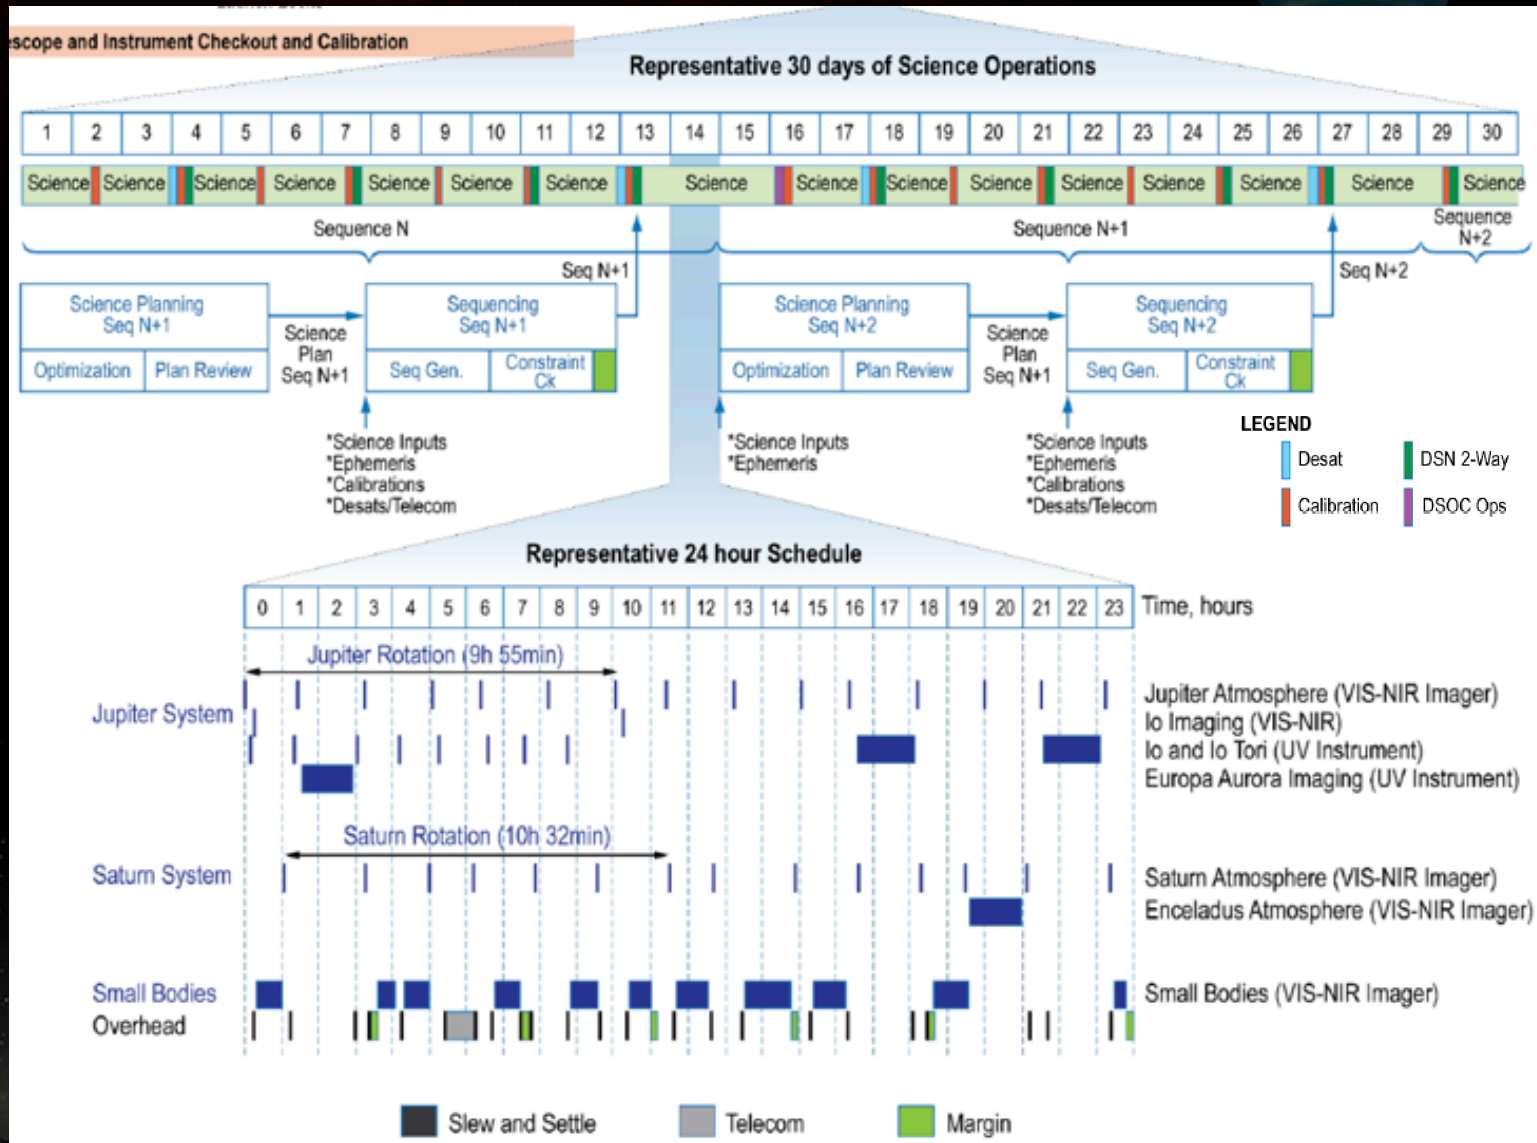 escope and Instrument Checkout and Calibration
Representative 30 days of Science Operations
1 2 3 4 5 6 7 8 9 10 11 12 13 14 15 16 17 18 19 20 21 22 23 24 25 26 27 28 29 30
Science Science Science Science Science Science Science Science Science Science Science Science Science Science Science Science
Sequence N
Sequence N+1
Sequence
N+2
Seq N+1
Seq N+2
Science Planning
Seq N+1
Optimization Plan Review
Science
Plan
Seq N+1
Sequencing
Seq N+1
Seq Gen. Constraint
Ck
Science Planning
Seq N+2
Optimization Plan Review
Science
Plan
Seq N+1
Sequencing
Seq N+2
Seq Gen. Constraint
Ck
*Science Inputs
*Ephemeris
*Calibrations
*Desats/Telecom
*Science Inputs
*Ephemeris
*Science Inputs
*Ephemeris
*Calibrations
*Desats/Telecom
LEGEND
Desat DSN 2-Way
Calibration DSOC Ops
Representative 24 hour Schedule
0 1 2 3 4 5 6 7 8 9 10 11 12 13 14 15 16 17 18 19 20 21 22 23 Time, hours
Jupiter Rotation (9h 55min)
Jupiter System
Jupiter Atmosphere (VIS-NIR Imager)
Io Imaging (VIS-NIR)
Io and Io Tori (UV Instrument)
Europa Aurora Imaging (UV Instrument)
Saturn Rotation (10h 32min)
Saturn System
Saturn Atmosphere (VIS-NIR Imager)
Enceladus Atmosphere (VIS-NIR Imager)
Small Bodies
Small Bodies (VIS-NIR Imager)
Overhead
Slew and Settle Telecom Margin